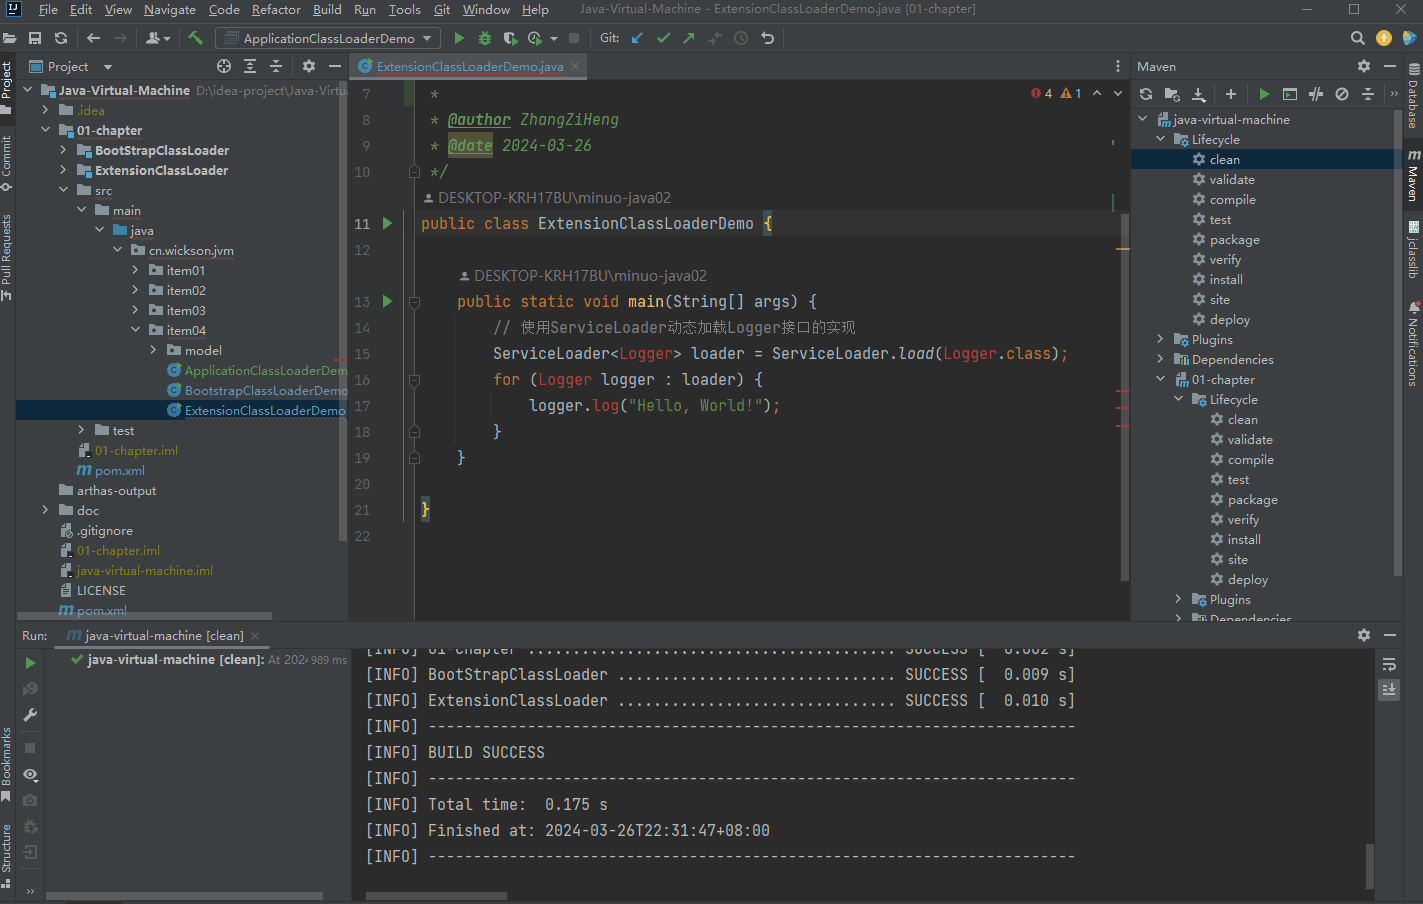 File Edit View Navigate Code Refactor Build Run Tools Git Window Help Java-Virtual-Machine - ExtensionClassLoaderDemo.java [01-chapter]
ApplicationClassLoaderDemo Git:
Project
ExtensionClassLoaderDemo.java
Maven
Project
Commit
Pull Requests
Bookmarks
Structure
Java-Virtual-Machine D:\idea-project\Java-Virtu
.idea
01-chapter
BootStrapClassLoader
ExtensionClassLoader
src
main
java
cn.wickson.jvm
item01
item02
item03
item04
model
ApplicationClassLoaderDem
BootstrapClassLoaderDemo
ExtensionClassLoaderDemo
test
01-chapter.iml
pom.xml
arthas-output
doc
.gitignore
01-chapter.iml
java-virtual-machine.iml
LICENSE
pom.xml
4 1
7 *
8 * @author ZhangZiHeng
9 * @date 2024-03-26
10 */
DESKTOP-KRH17BU\minuo-java02
11 public class ExtensionClassLoaderDemo {
12
DESKTOP-KRH17BU\minuo-java02
13 public static void main(String[] args) {
14 // 使用ServiceLoader动态加载Logger接口的实现
15 ServiceLoader<Logger> loader = ServiceLoader.load(Logger.class);
16 for (Logger logger : loader) {
17 logger.log("Hello, World!");
18 }
19 }
20
21 }
22
java-virtual-machine
Lifecycle
clean
validate
compile
test
package
verify
install
site
deploy
Plugins
Dependencies
01-chapter
Lifecycle
clean
validate
compile
test
package
verify
install
site
deploy
Plugins
Dependencies
Database
Maven
jclasslib
Notifications
Run: java-virtual-machine [clean]
java-virtual-machine [clean]: At 202 989 ms
[INFO] 01-chapter ......................................... SUCCESS [ 0.002 s]
[INFO] BootStrapClassLoader ............................... SUCCESS [ 0.009 s]
[INFO] ExtensionClassLoader ............................... SUCCESS [ 0.010 s]
[INFO] ------------------------------------------------------------------------
[INFO] BUILD SUCCESS
[INFO] ------------------------------------------------------------------------
[INFO] Total time: 0.175 s
[INFO] Finished at: 2024-03-26T22:31:47+08:00
[INFO] ------------------------------------------------------------------------